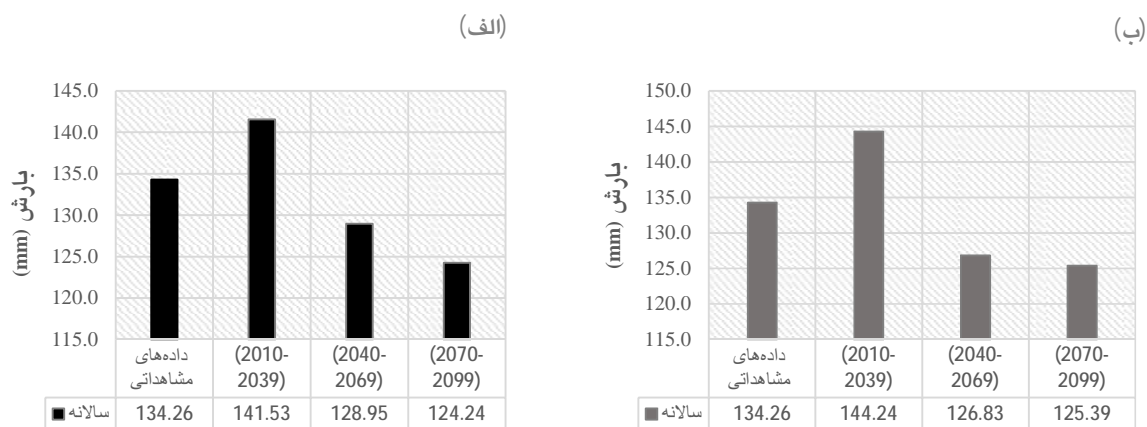 (الف)
بارش (mm)
145.0
140.0
135.0
130.0
125.0
120.0
115.0
داده‌های
مشاهداتی
(2010-
2039)
(2040-
2069)
(2070-
2099)
سالانه 134.26 141.53 128.95 124.24
(ب)
بارش (mm)
150.0
145.0
140.0
135.0
130.0
125.0
120.0
115.0
داده‌های
مشاهداتی
(2010-
2039)
(2040-
2069)
(2070-
2099)
سالانه 134.26 144.24 126.83 125.39